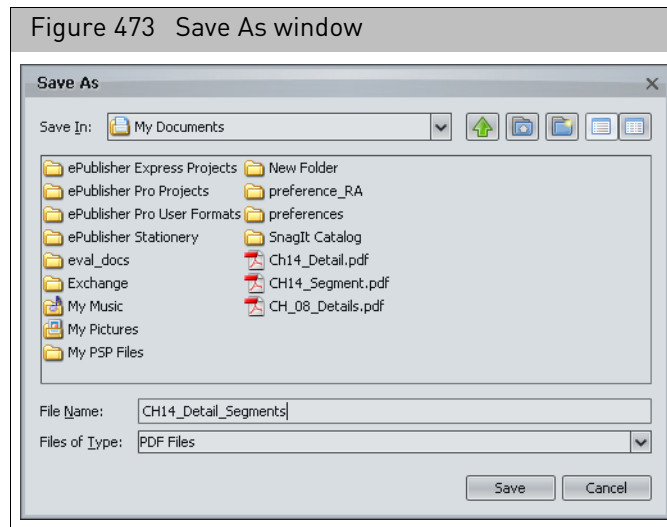 Figure 473 Save As window
Save As
Save In: My Documents
ePublisher Express Projects
ePublisher Pro Projects
ePublisher Pro User Formats
ePublisher Stationery
eval_docs
Exchange
My Music
My Pictures
My PSP Files
New Folder
preference_RA
preferences
SnagIt Catalog
Ch14_Detail.pdf
CH14_Segment.pdf
CH_08_Details.pdf
File Name: CH14_Detail_Segments
Files of Type: PDF Files
Save Cancel